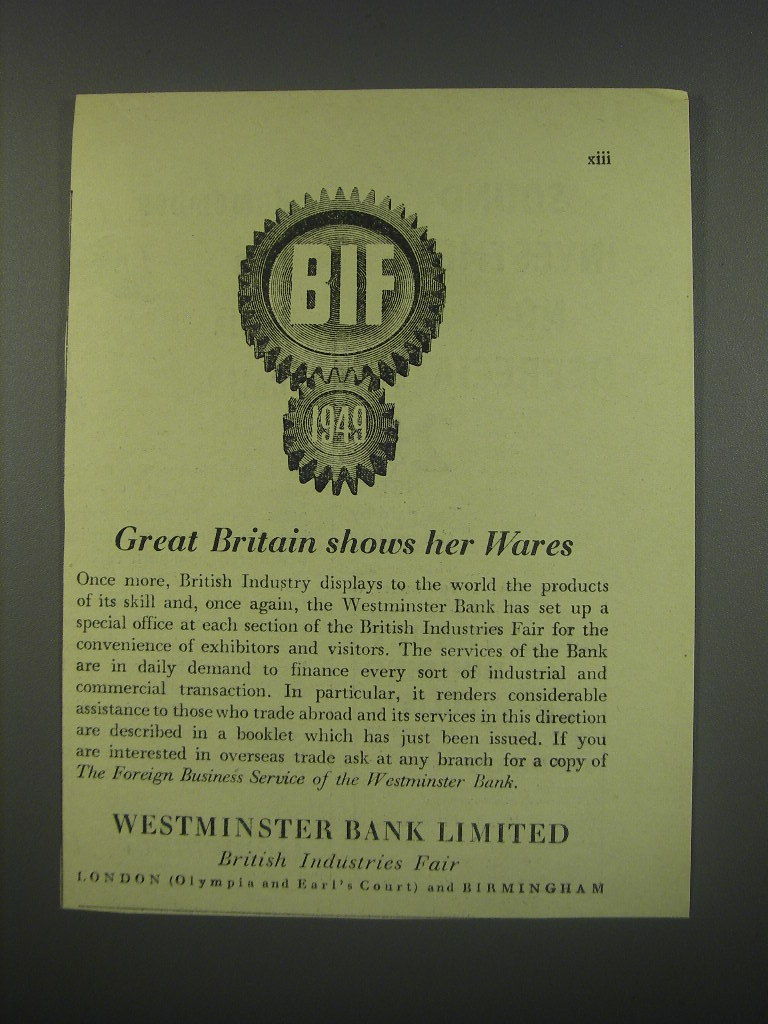 xiii
BIF
1949
Great Britain shows her Wares
Once more, British Industry displays to the world the products
of its skill and, once again, the Westminster Bank has set up a
special office at each section of the British Industries Fair for the
convenience of exhibitors and visitors. The services of the Bank
are in daily demand to finance every sort of industrial and
commercial transaction. In particular, it renders considerable
assistance to those who trade abroad and its services in this direction
are described in a booklet which has just been issued. If you
are interested in overseas trade ask at any branch for a copy of
The Foreign Business Service of the Westminster Bank.
WESTMINSTER BANK LIMITED
British Industries Fair
LONDON (Olympia and Earl's Court) and BIRMINGHAM